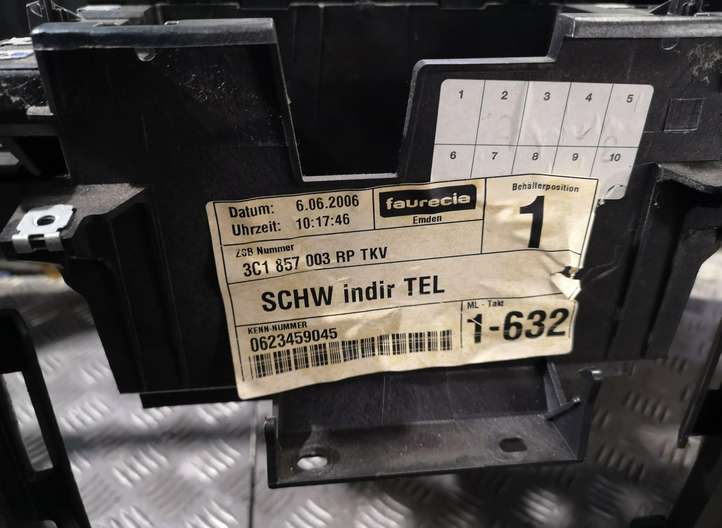 1 2 3 4 5
6 7 8 9 10
Datum: 6.06.2006
Uhrzeit: 10:17:46
faurecia
Emden
Behälterposition
1
ZSB Nummer
3C1 857 003 RP TKV
SCHW indir TEL
KENN-NUMMER
0623459045
ML - Takt
1-632